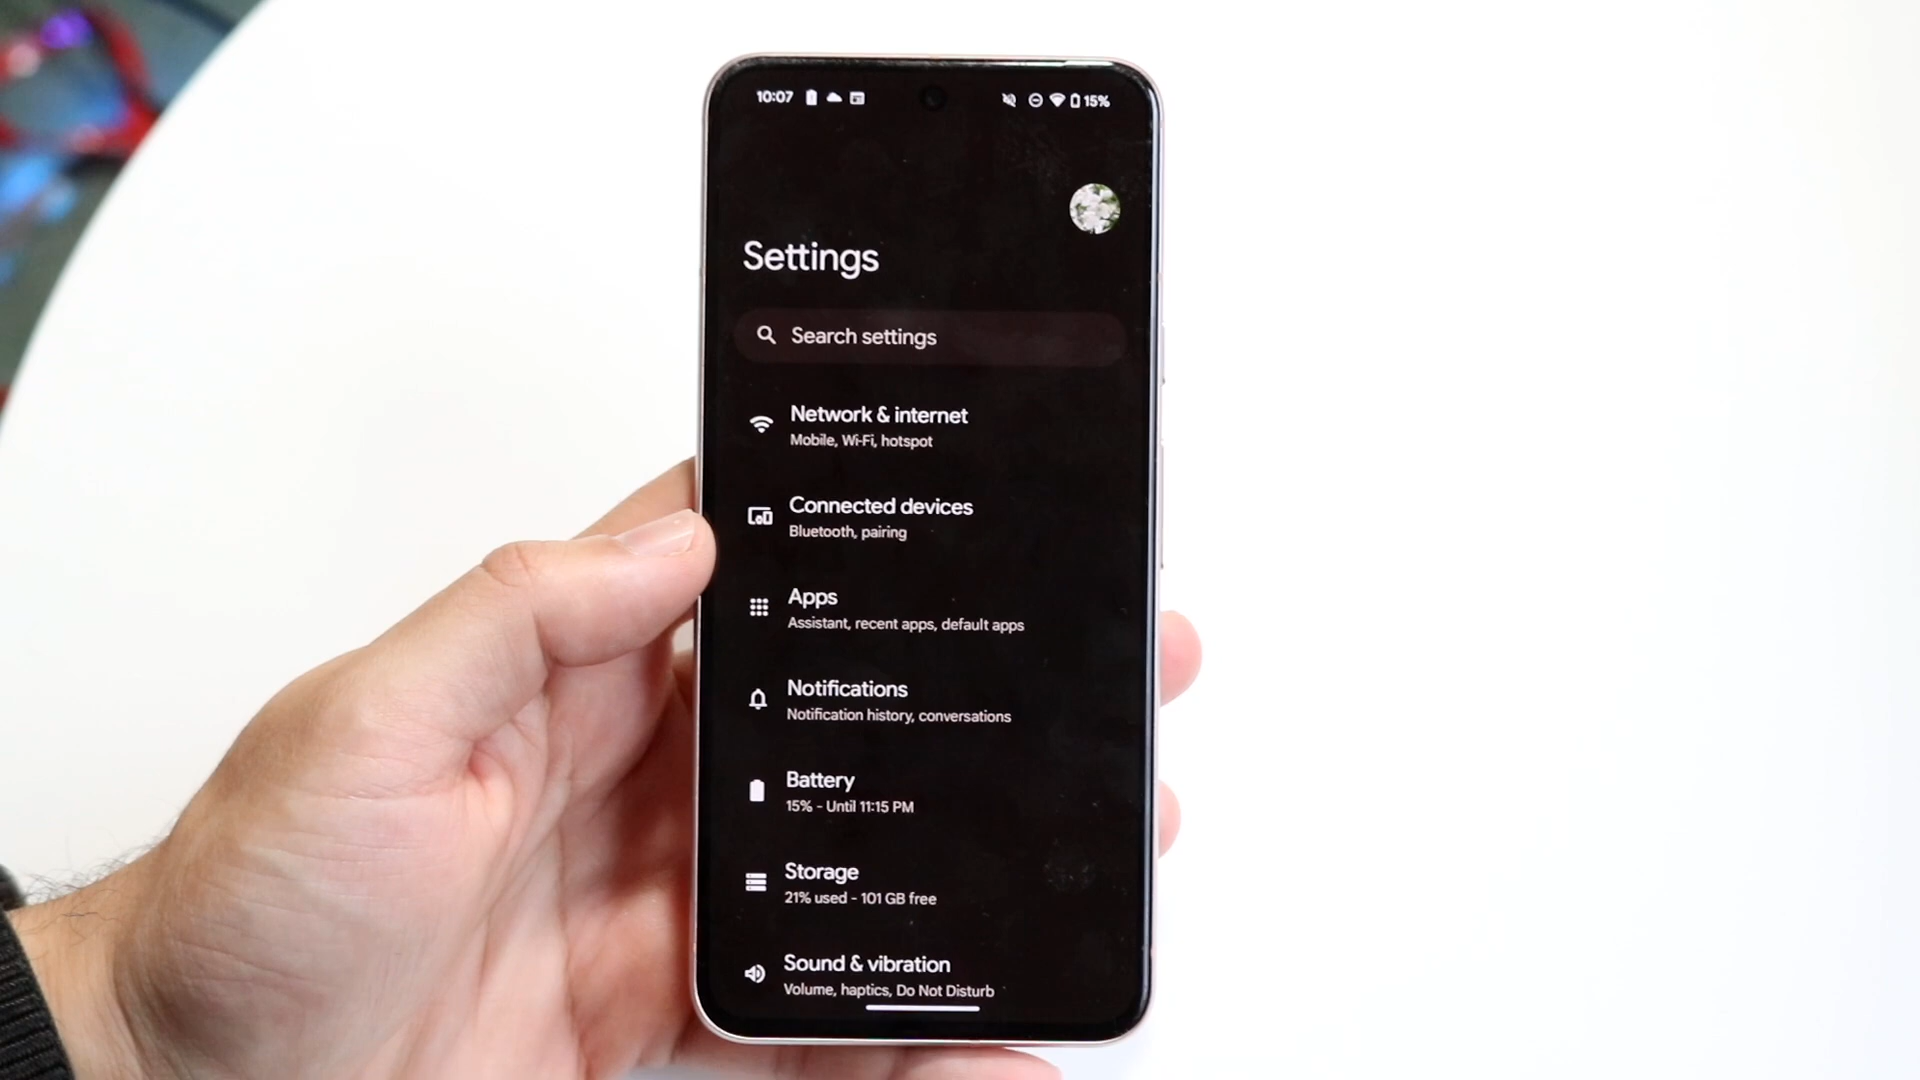 10:07 15%
Settings
Search settings
Network & internet
Mobile, Wi-Fi, hotspot
Connected devices
Bluetooth, pairing
Apps
Assistant, recent apps, default apps
Notifications
Notification history, conversations
Battery
15% - Until 11:15 PM
Storage
21% used - 101 GB free
Sound & vibration
Volume, haptics, Do Not Disturb